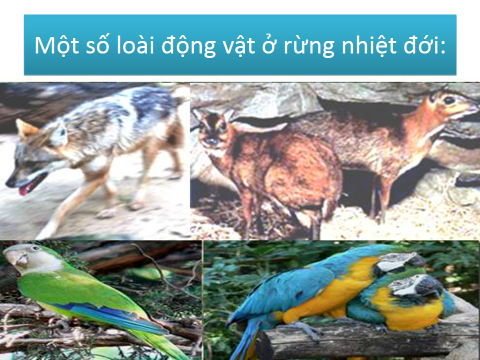 Một số loài động vật ở rừng nhiệt đới: